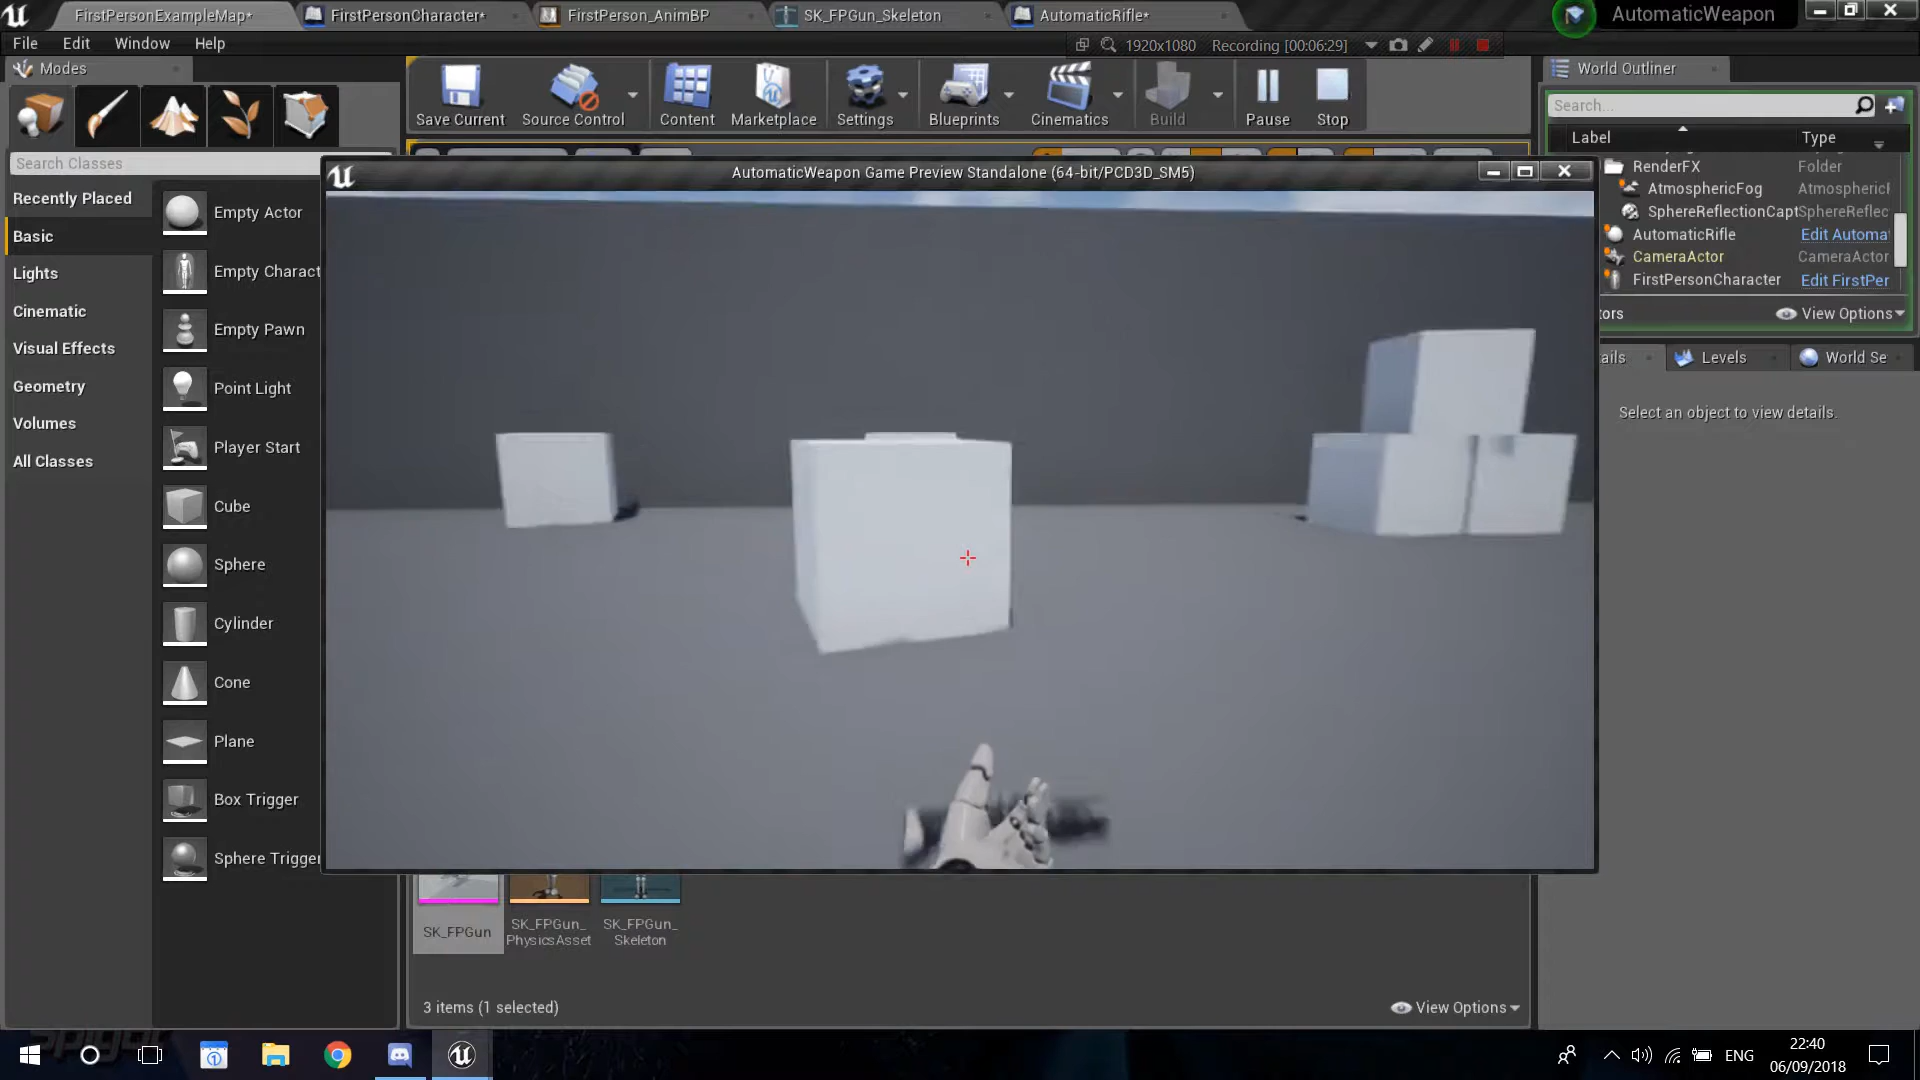 FirstPersonExampleMap*
FirstPersonCharacter*
FirstPerson_AnimBP
SK_FPGun_Skeleton
AutomaticRifle*
AutomaticWeapon
File
Edit
Window
Help
1920x1080
Recording [00:06:29]
Modes
World Outliner
Save Current
Source Control
Content
Marketplace
Settings
Blueprints
Cinematics
Build
Pause
Stop
Search...
Label
Type
Search Classes
RenderFX
Folder
AtmosphericFog
Atmospheri
SphereReflectionCapt
SphereReflec
AutomaticRifle
Edit Automa
CameraActor
CameraActor
FirstPersonCharacter
Edit FirstPer
tors
View Options
AutomaticWeapon Game Preview Standalone (64-bit/PCD3D_SM5)
Recently Placed
Basic
Lights
Cinematic
Visual Effects
Geometry
Volumes
All Classes
Empty Actor
Empty Charact
Empty Pawn
Point Light
Player Start
Cube
Sphere
Cylinder
Cone
Plane
Box Trigger
Sphere Trigger
ails
Levels
World Se
Select an object to view details.
SK_FPGun
SK_FPGun_
PhysicsAsset
SK_FPGun_
Skeleton
3 items (1 selected)
View Options
ENG
22:40
06/09/2018